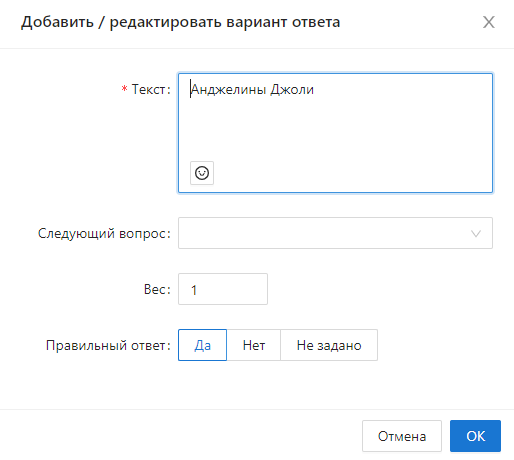 Добавить / редактировать вариант ответа
* Текст:
Анджелины Джоли
Следующий вопрос:
Вес:
1
Правильный ответ:
Да Нет Не задано
Отмена OK